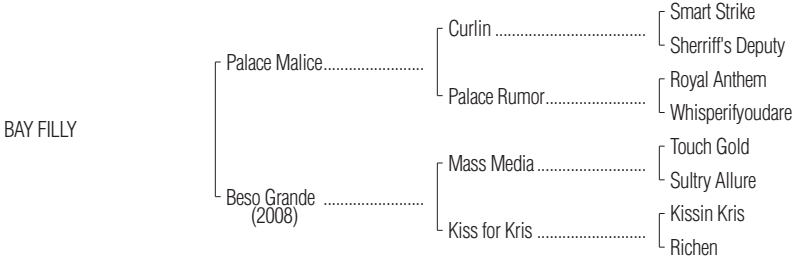 Smart Strike
Curlin ....................................
Sherriff's Deputy
Palace Malice........................
Royal Anthem
Palace Rumor........................
Whisperifyoudare
BAY FILLY
Touch Gold
Mass Media ..........................
Sultry Allure
Beso Grande ........................
(2008)
Kissin Kris
Kiss for Kris ..........................
Richen